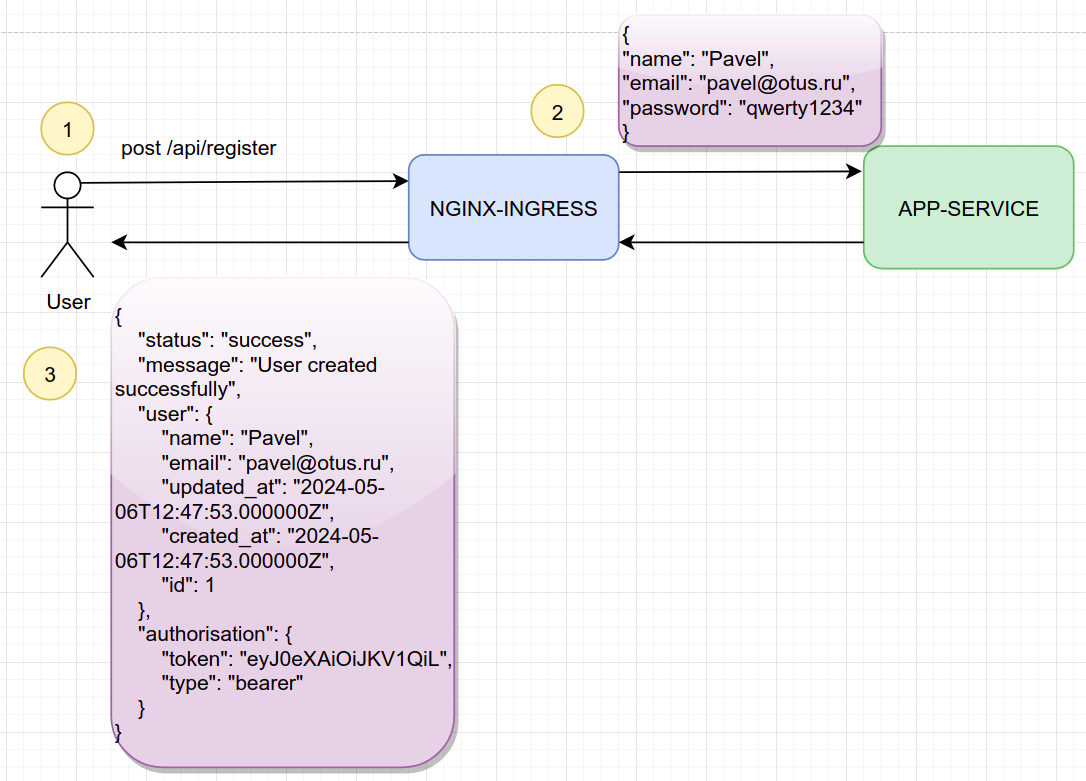 {
"name": "Pavel",
"email": "pavel@otus.ru",
"password": "qwerty1234"
}
1
2
post /api/register
NGINX-INGRESS
APP-SERVICE
User
3
{
    "status": "success",
    "message": "User created
successfully",
    "user": {
        "name": "Pavel",
        "email": "pavel@otus.ru",
        "updated_at": "2024-05-
06T12:47:53.000000Z",
        "created_at": "2024-05-
06T12:47:53.000000Z",
        "id": 1
    },
    "authorisation": {
        "token": "eyJ0eXAiOiJKV1QiL",
        "type": "bearer"
    }
}